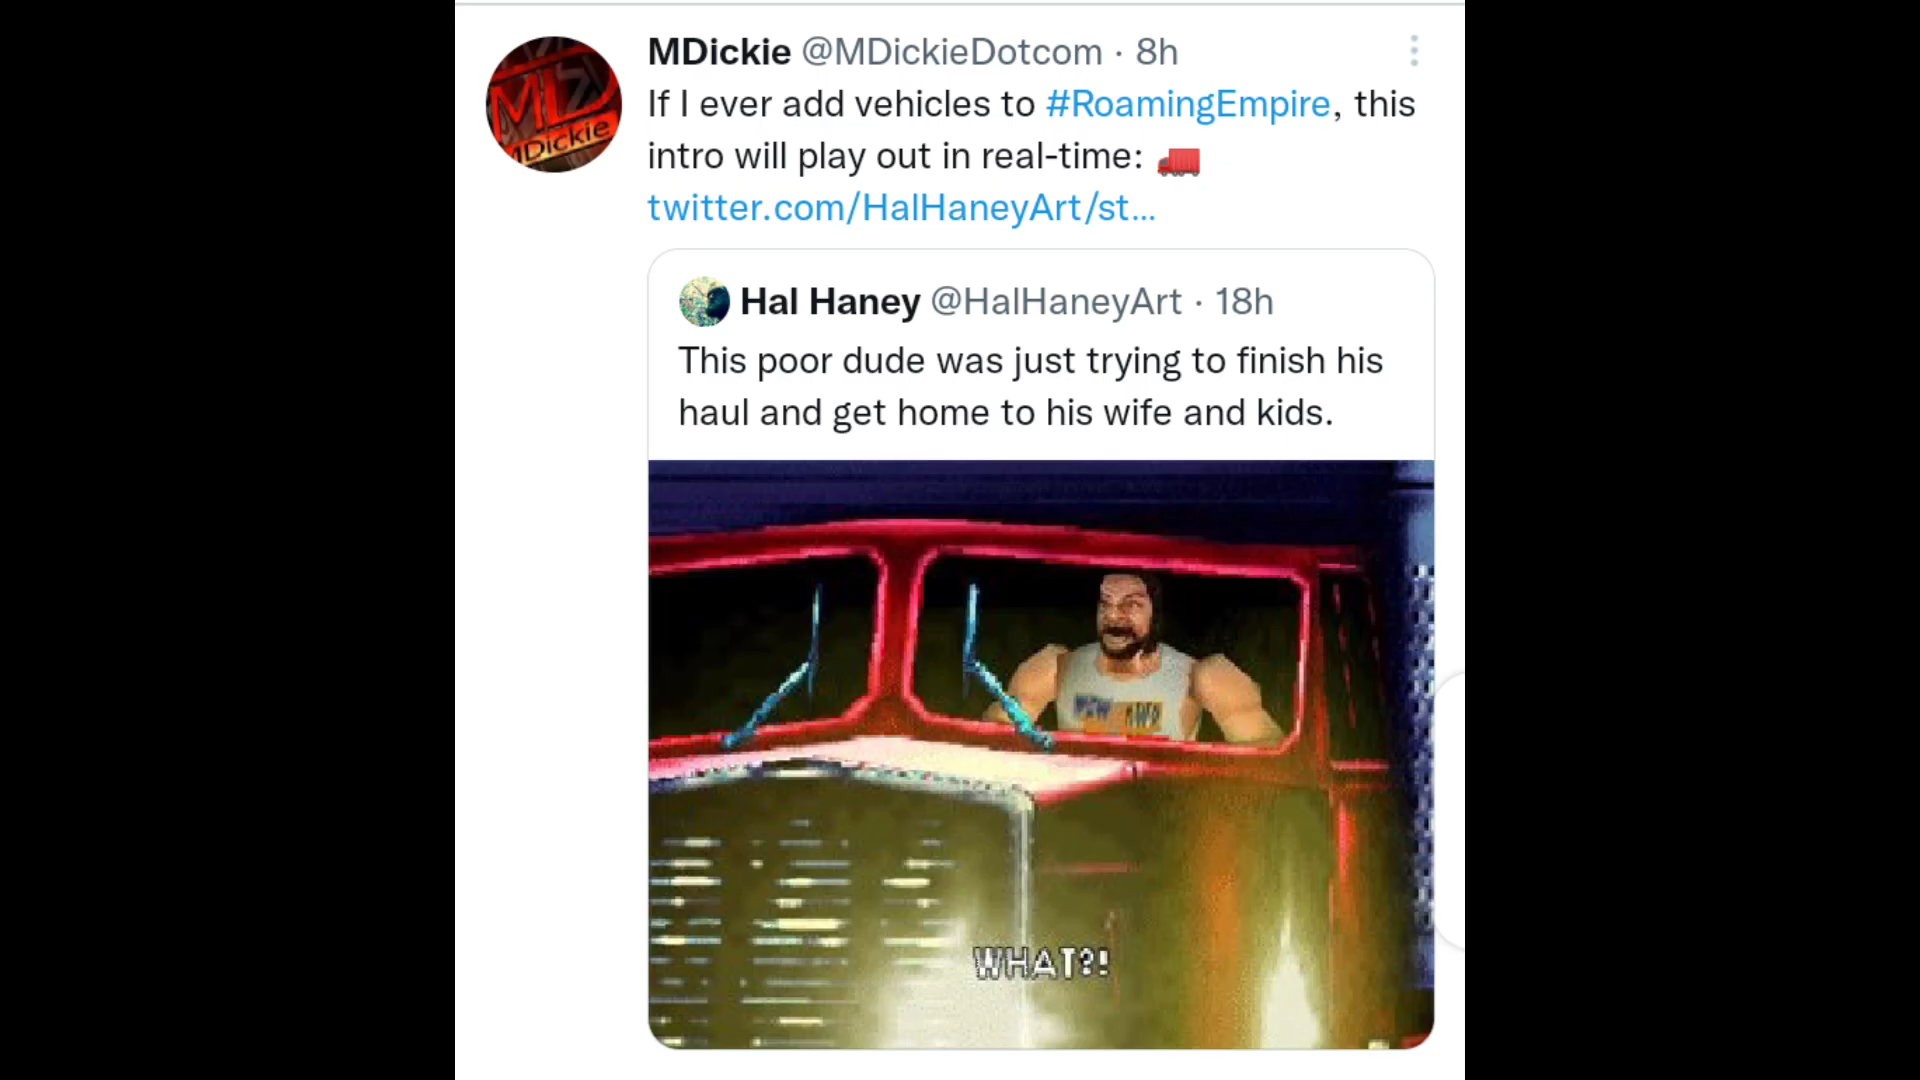 MDickie @MDickieDotcom · 8h
If I ever add vehicles to #RoamingEmpire, this
intro will play out in real-time: 🚛
twitter.com/HalHaneyArt/st...
MD
MDickie
Hal Haney @HalHaneyArt · 18h
This poor dude was just trying to finish his
haul and get home to his wife and kids.
WHAT?!